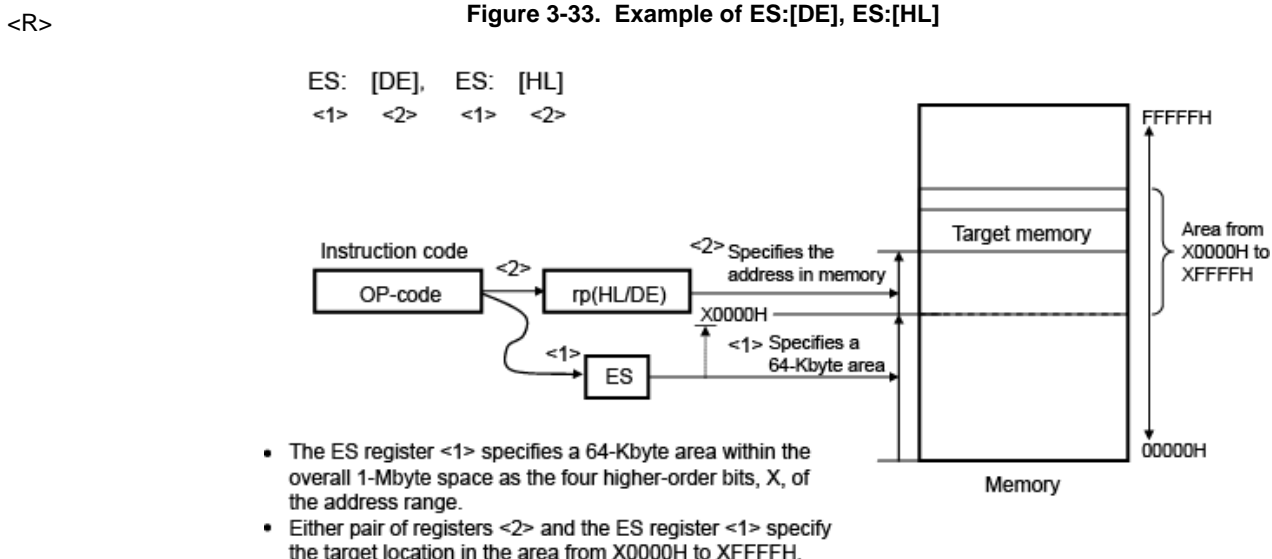 <R>
Figure 3-33. Example of ES:[DE], ES:[HL]
ES: [DE], ES: [HL]
<1> <2> <1> <2>
FFFFFH
Target memory
Area from
X0000H to
XFFFFH
Instruction code
OP-code
<2>
rp(HL/DE)
<2> Specifies the
address in memory
X0000H
<1>
ES
<1> Specifies a
64-Kbyte area
00000H
Memory
• The ES register <1> specifies a 64-Kbyte area within the
overall 1-Mbyte space as the four higher-order bits, X, of
the address range.
• Either pair of registers <2> and the ES register <1> specify
the target location in the area from X0000H to XFFFFH.